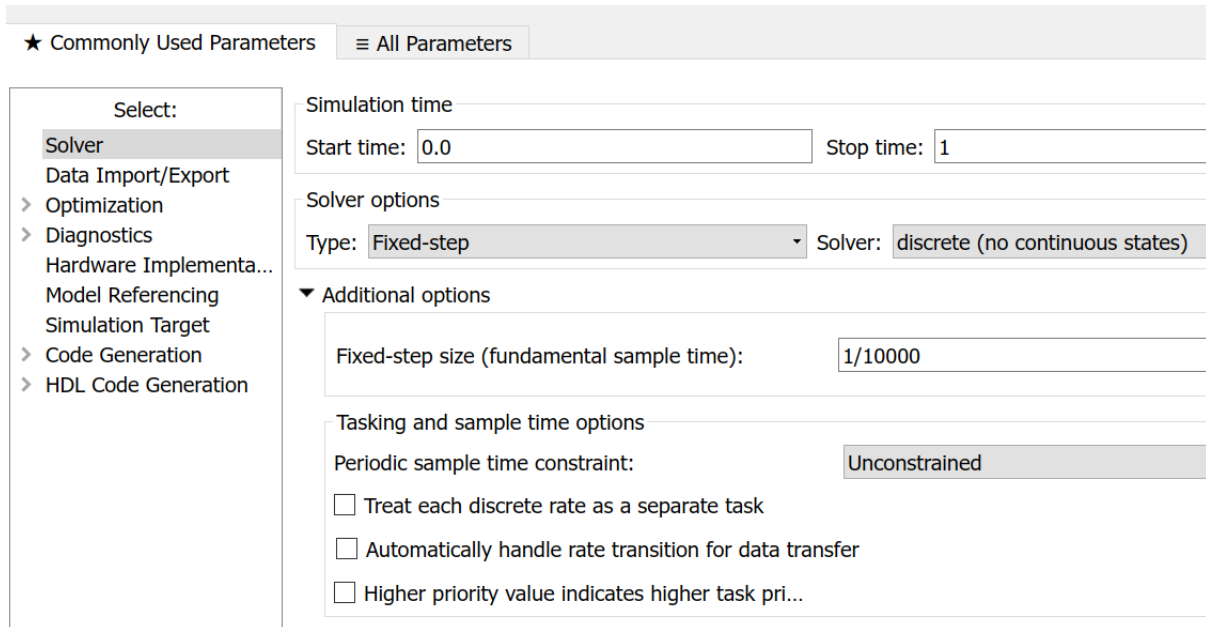 ★ Commonly Used Parameters ≡ All Parameters
Select:
Solver
Data Import/Export
Optimization
Diagnostics
Hardware Implementa...
Model Referencing
Simulation Target
Code Generation
HDL Code Generation
Simulation time
Start time: 0.0 Stop time: 1
Solver options
Type: Fixed-step Solver: discrete (no continuous states)
Additional options
Fixed-step size (fundamental sample time): 1/10000
Tasking and sample time options
Periodic sample time constraint: Unconstrained
Treat each discrete rate as a separate task
Automatically handle rate transition for data transfer
Higher priority value indicates higher task pri...